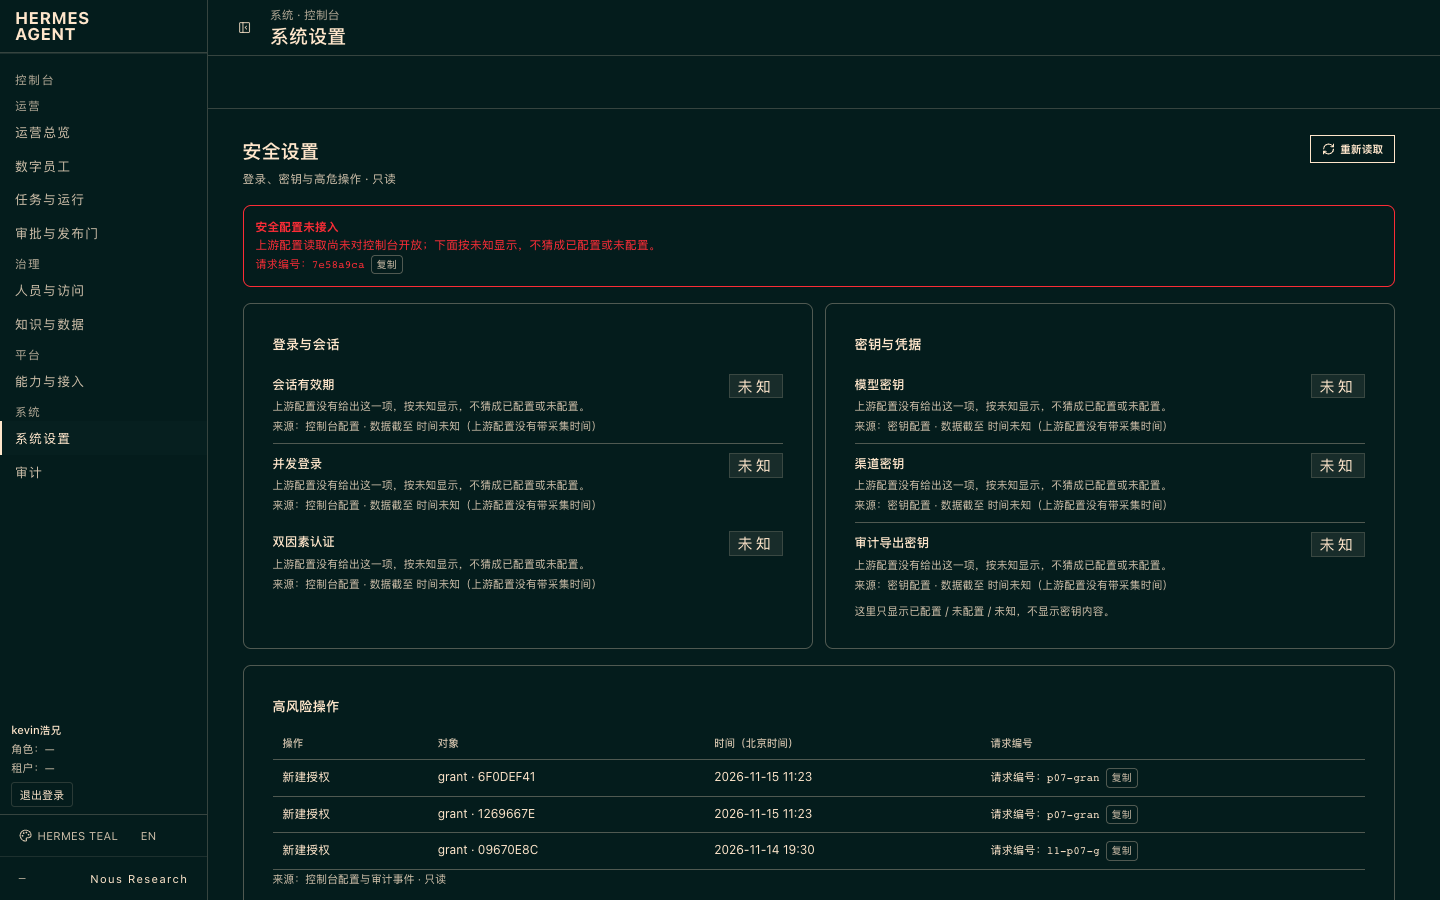 HERMES
AGENT
控制台
运营
运营总览
数字员工
任务与运行
审批与发布门
治理
人员与访问
知识与数据
平台
能力与接入
系统
系统设置
审计
kevin浩兄
角色：—
租户：—
退出登录
HERMES TEAL EN
— Nous Research
系统 · 控制台
系统设置
安全设置
重新读取
登录、密钥与高危操作 · 只读
安全配置未接入
上游配置读取尚未对控制台开放；下面按未知显示，不猜成已配置或未配置。
请求编号：7e58a9ca 复制
登录与会话
会话有效期 未知
上游配置没有给出这一项，按未知显示，不猜成已配置或未配置。
来源：控制台配置 · 数据截至 时间未知（上游配置没有带采集时间）
并发登录 未知
上游配置没有给出这一项，按未知显示，不猜成已配置或未配置。
来源：控制台配置 · 数据截至 时间未知（上游配置没有带采集时间）
双因素认证 未知
上游配置没有给出这一项，按未知显示，不猜成已配置或未配置。
来源：控制台配置 · 数据截至 时间未知（上游配置没有带采集时间）
密钥与凭据
模型密钥 未知
上游配置没有给出这一项，按未知显示，不猜成已配置或未配置。
来源：密钥配置 · 数据截至 时间未知（上游配置没有带采集时间）
渠道密钥 未知
上游配置没有给出这一项，按未知显示，不猜成已配置或未配置。
来源：密钥配置 · 数据截至 时间未知（上游配置没有带采集时间）
审计导出密钥 未知
上游配置没有给出这一项，按未知显示，不猜成已配置或未配置。
来源：密钥配置 · 数据截至 时间未知（上游配置没有带采集时间）
这里只显示已配置 / 未配置 / 未知，不显示密钥内容。
高风险操作
操作 对象 时间（北京时间） 请求编号
新建授权 grant · 6F0DEF41 2026-11-15 11:23 请求编号：p07-gran 复制
新建授权 grant · 1269667E 2026-11-15 11:23 请求编号：p07-gran 复制
新建授权 grant · 09670E8C 2026-11-14 19:30 请求编号：11-p07-g 复制
来源：控制台配置与审计事件 · 只读